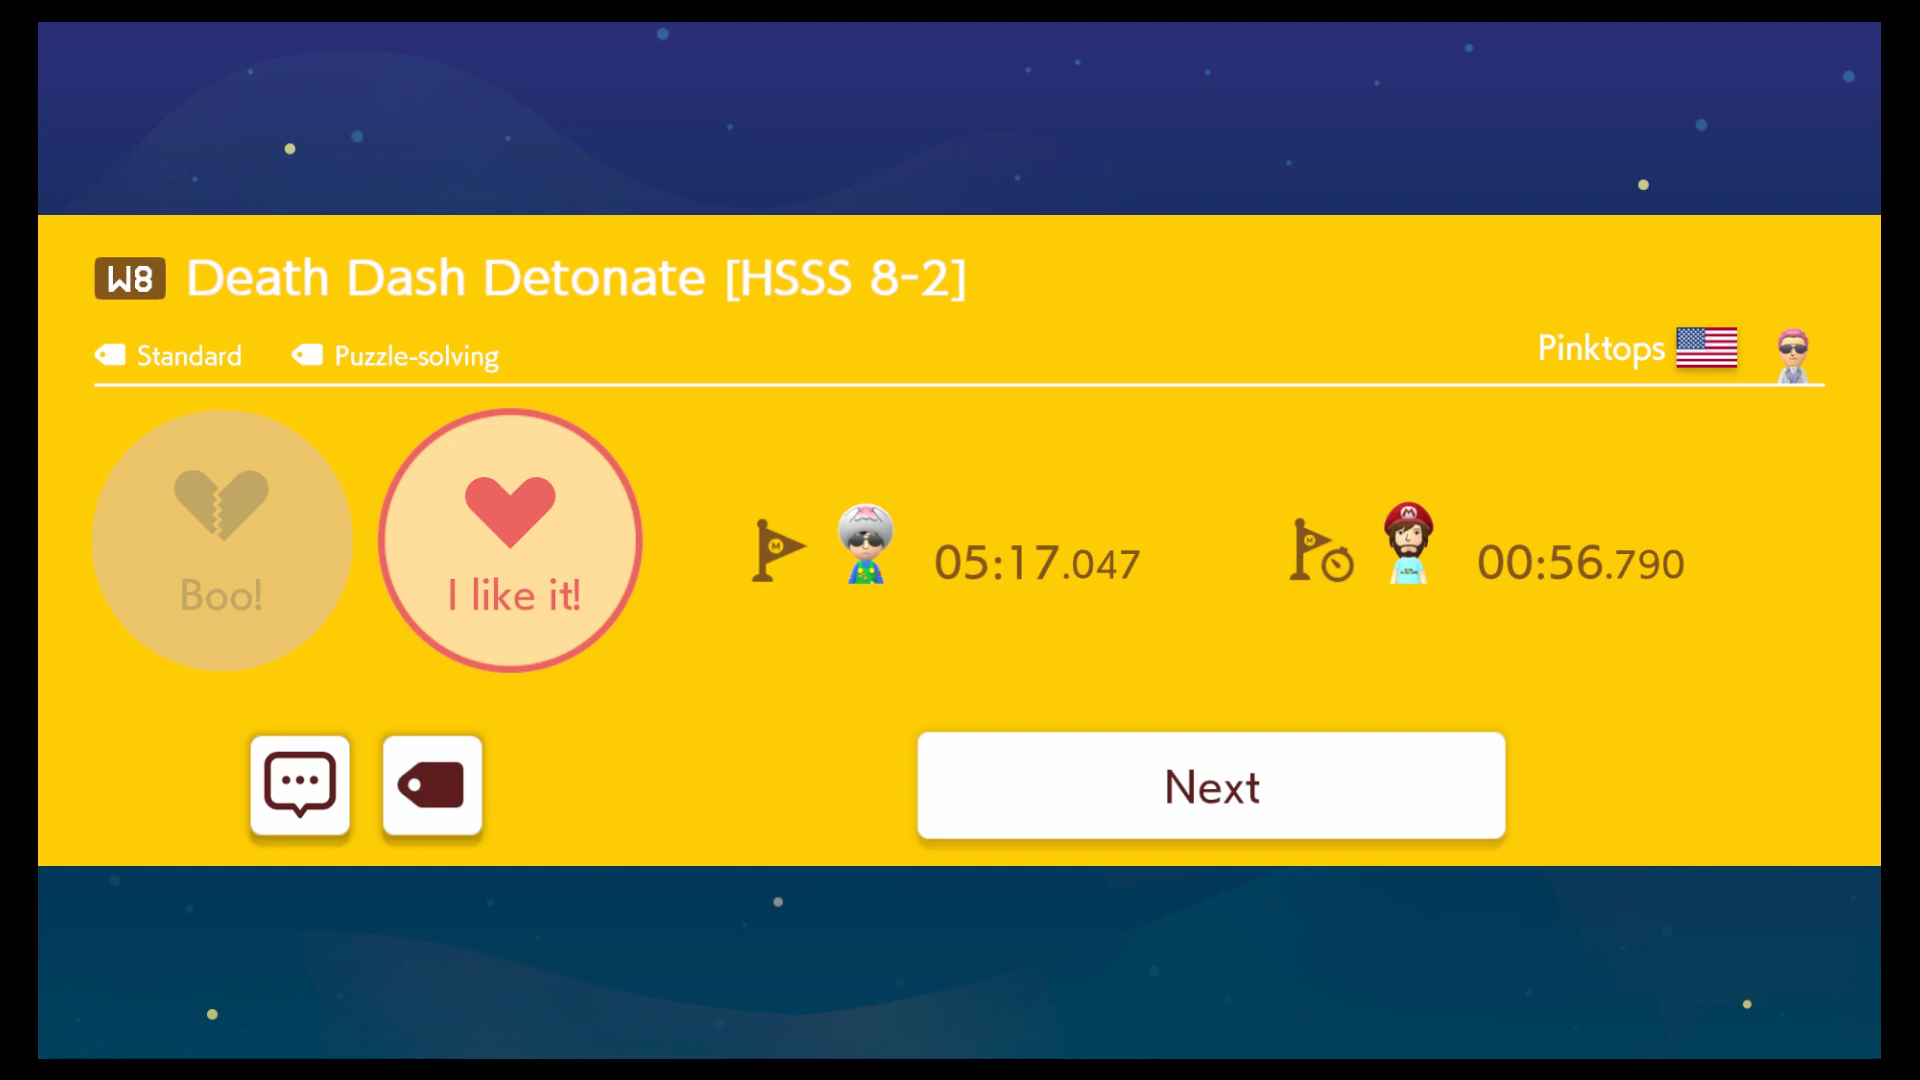 W8 Death Dash Detonate [HSSS 8-2]
Standard Puzzle-solving Pinktops
Boo! I like it! 05:17.047 00:56.790
Next